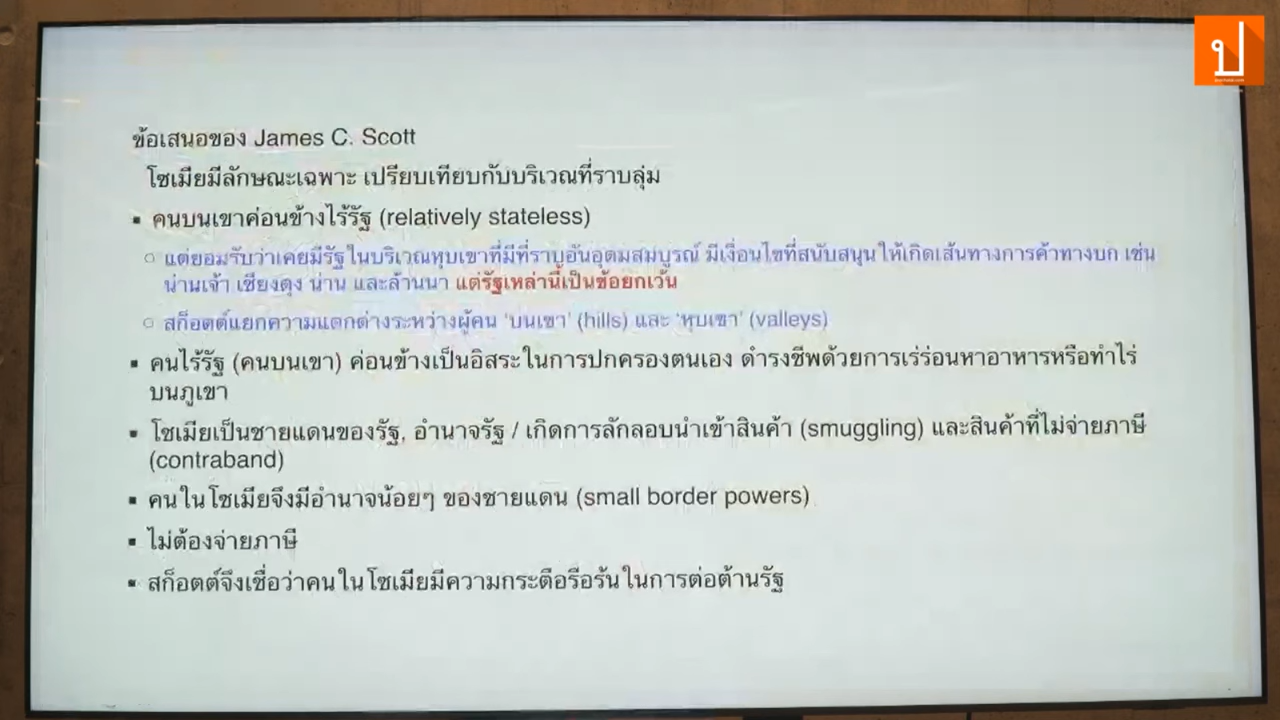 ป
ข้อเสนอของ James C. Scott
โซเมียมีลักษณะเฉพาะ เปรียบเทียบกับบริเวณที่ราบลุ่ม
▪ คนบนเขาค่อนข้างไร้รัฐ (relatively stateless)
○ แต่ยอมรับว่าเคยมีรัฐในบริเวณหุบเขาที่มีที่ราบอันอุดมสมบูรณ์ มีเงื่อนไขที่สนับสนุนให้เกิดเส้นทางการค้าทางบก เช่น
น่านเจ้า เชียงตุง น่าน และล้านนา แต่รัฐเหล่านี้เป็นข้อยกเว้น
○ สก็อตต์แยกความแตกต่างระหว่างผู้คน ‘บนเขา’ (hills) และ ‘หุบเขา’ (valleys)
▪ คนไร้รัฐ (คนบนเขา) ค่อนข้างเป็นอิสระในการปกครองตนเอง ดำรงชีพด้วยการเร่ร่อนหาอาหารหรือทำไร่
บนภูเขา
▪ โซเมียเป็นชายแดนของรัฐ, อำนาจรัฐ / เกิดการลักลอบนำเข้าสินค้า (smuggling) และสินค้าที่ไม่จ่ายภาษี
(contraband)
▪ คนในโซเมียจึงมีอำนาจน้อยๆ ของชายแดน (small border powers)
▪ ไม่ต้องจ่ายภาษี
▪ สก็อตต์จึงเชื่อว่าคนในโซเมียมีความกระตือรือร้นในการต่อต้านรัฐ